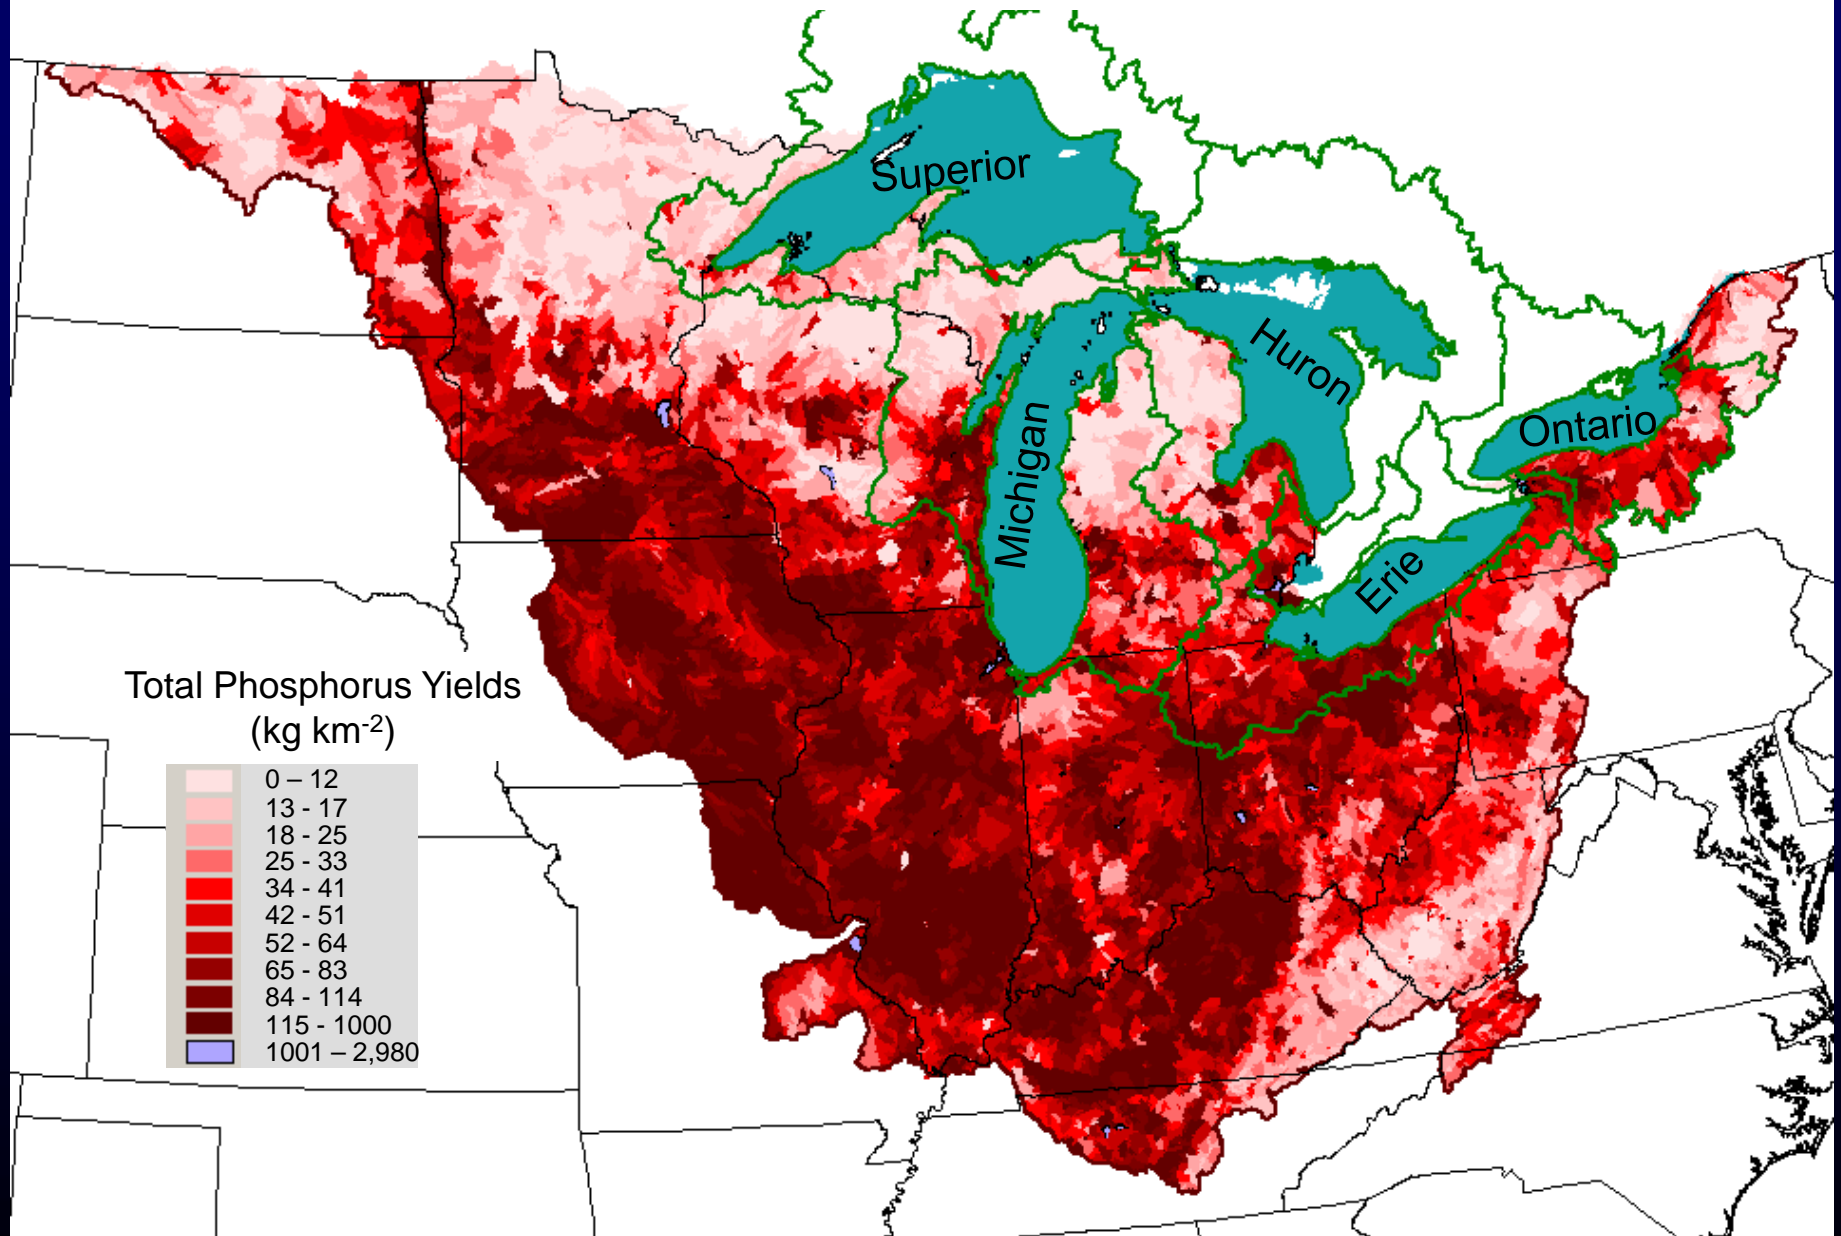 Superior
Huron
Ontario
Michigan
Erie
Total Phosphorus Yields
(kg km-2)
0 – 12
13 - 17
18 - 25
25 - 33
34 - 41
42 - 51
52 - 64
65 - 83
84 - 114
115 - 1000
1001 – 2,980